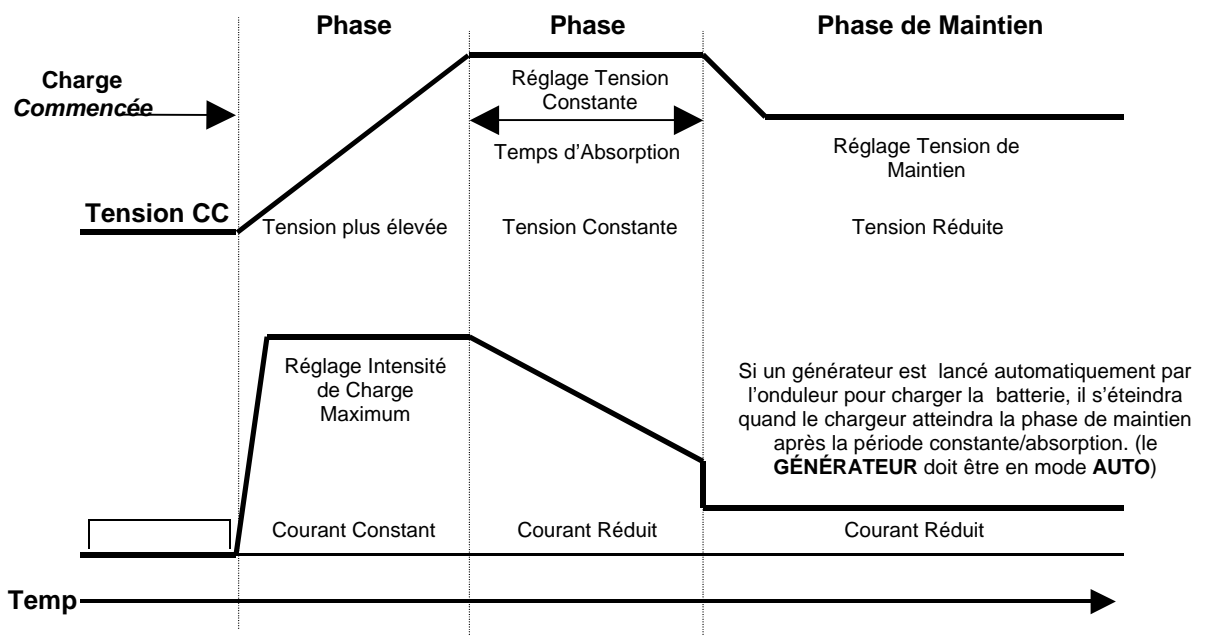 Phase
Phase
Phase de Maintien
Charge
Commencée
Réglage Tension
Constante
Temps d'Absorption
Réglage Tension de
Maintien
Tension CC
Tension plus élevée
Tension Constante
Tension Réduite
Réglage Intensité
de Charge
Maximum
Si un générateur est lancé automatiquement par
l'onduleur pour charger la batterie, il s'éteindra
quand le chargeur atteindra la phase de maintien
après la période constante/absorption. (le
GÉNÉRATEUR doit être en mode AUTO)
Courant Constant
Courant Réduit
Courant Réduit
Temp